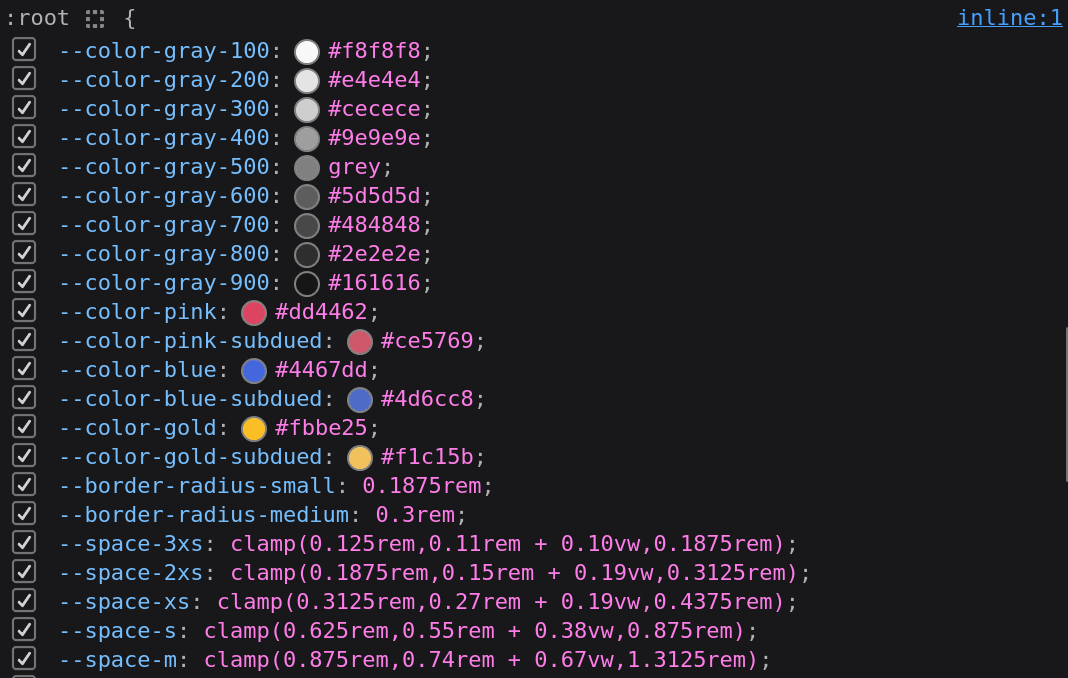 :root {
inline:1
--color-gray-100: #f8f8f8;
--color-gray-200: #e4e4e4;
--color-gray-300: #cecece;
--color-gray-400: #9e9e9e;
--color-gray-500: grey;
--color-gray-600: #5d5d5d;
--color-gray-700: #484848;
--color-gray-800: #2e2e2e;
--color-gray-900: #161616;
--color-pink: #dd4462;
--color-pink-subdued: #ce5769;
--color-blue: #4467dd;
--color-blue-subdued: #4d6cc8;
--color-gold: #fbbe25;
--color-gold-subdued: #f1c15b;
--border-radius-small: 0.1875rem;
--border-radius-medium: 0.3rem;
--space-3xs: clamp(0.125rem,0.11rem + 0.10vw,0.1875rem);
--space-2xs: clamp(0.1875rem,0.15rem + 0.19vw,0.3125rem);
--space-xs: clamp(0.3125rem,0.27rem + 0.19vw,0.4375rem);
--space-s: clamp(0.625rem,0.55rem + 0.38vw,0.875rem);
--space-m: clamp(0.875rem,0.74rem + 0.67vw,1.3125rem);